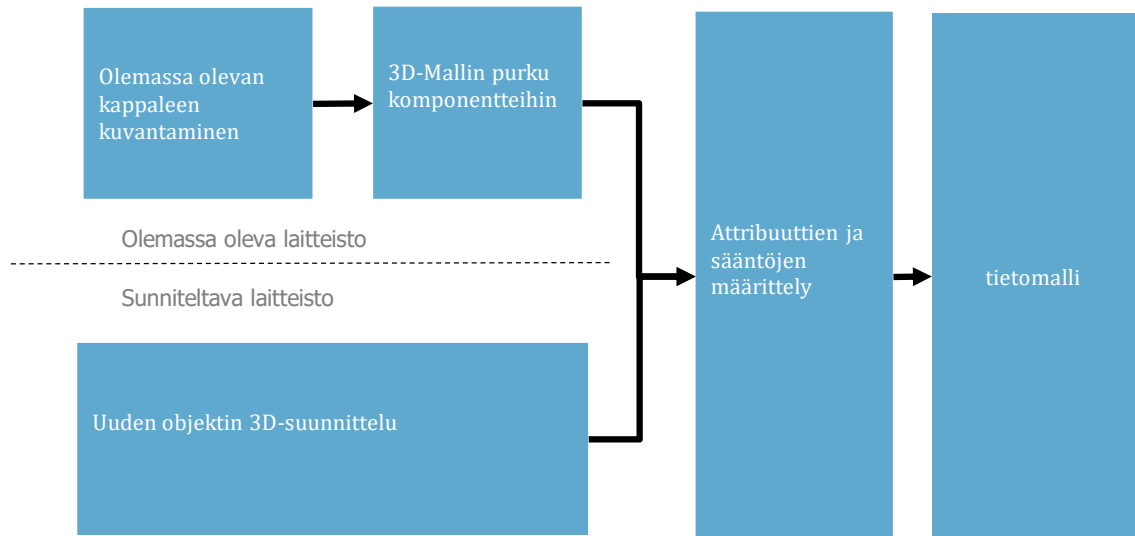 Olemassa olevan
kappaleen
kuvantaminen
3D-Mallin purku
komponentteihin
Olemassa oleva laitteisto
Sunniteltava laitteisto
Uuden objektin 3D-suunnittelu
Attribuuttien ja
sääntöjen
määrittely
tietomalli